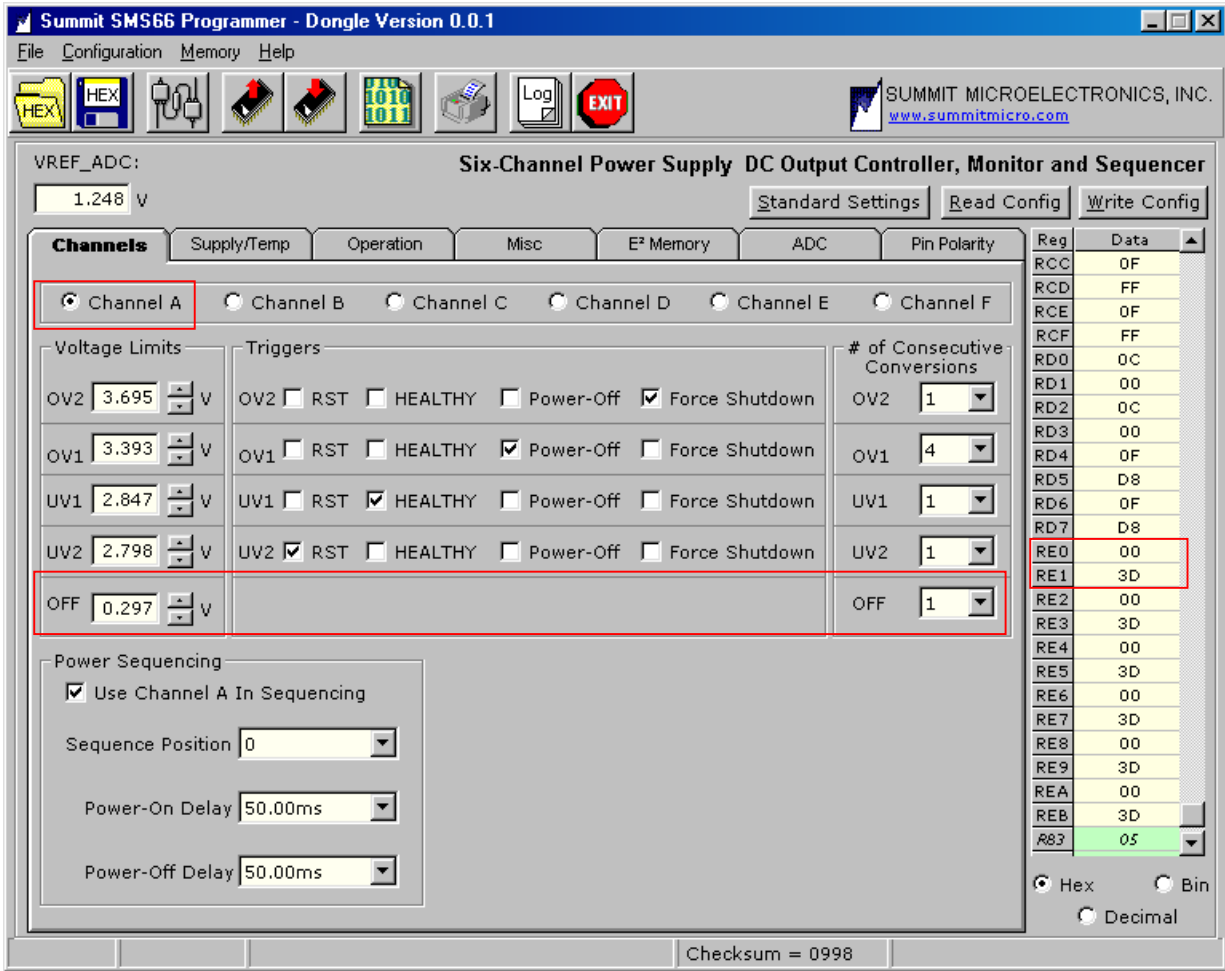 Summit SMS66 Programmer - Dongle Version 0.0.1
File Configuration Memory Help
HEX HEX 010 1010 1011 Log EXIT
SUMMIT MICROELECTRONICS, INC.
www.summitmicro.com
VREF_ADC:
Six-Channel Power Supply DC Output Controller, Monitor and Sequencer
1.248 V
Standard Settings Read Config Write Config
Channels Supply/Temp Operation Misc E² Memory ADC Pin Polarity
Channel A Channel B Channel C Channel D Channel E Channel F
Voltage Limits Triggers # of Consecutive
Conversions
OV2 3.695 V OV2 RST HEALTHY Power-Off Force Shutdown OV2 1
OV1 3.393 V OV1 RST HEALTHY Power-Off Force Shutdown OV1 4
UV1 2.847 V UV1 RST HEALTHY Power-Off Force Shutdown UV1 1
UV2 2.798 V UV2 RST HEALTHY Power-Off Force Shutdown UV2 1
OFF 0.297 V OFF 1
Power Sequencing
Use Channel A In Sequencing
Sequence Position 0
Power-On Delay 50.00ms
Power-Off Delay 50.00ms
Reg Data
RCC 0F
RCD FF
RCE 0F
RCF FF
RD0 0C
RD1 00
RD2 0C
RD3 00
RD4 0F
RD5 D8
RD6 0F
RD7 D8
RE0 00
RE1 3D
RE2 00
RE3 3D
RE4 00
RE5 3D
RE6 00
RE7 3D
RE8 00
RE9 3D
REA 00
REB 3D
R83 05
Hex Bin
Decimal
Checksum = 0998